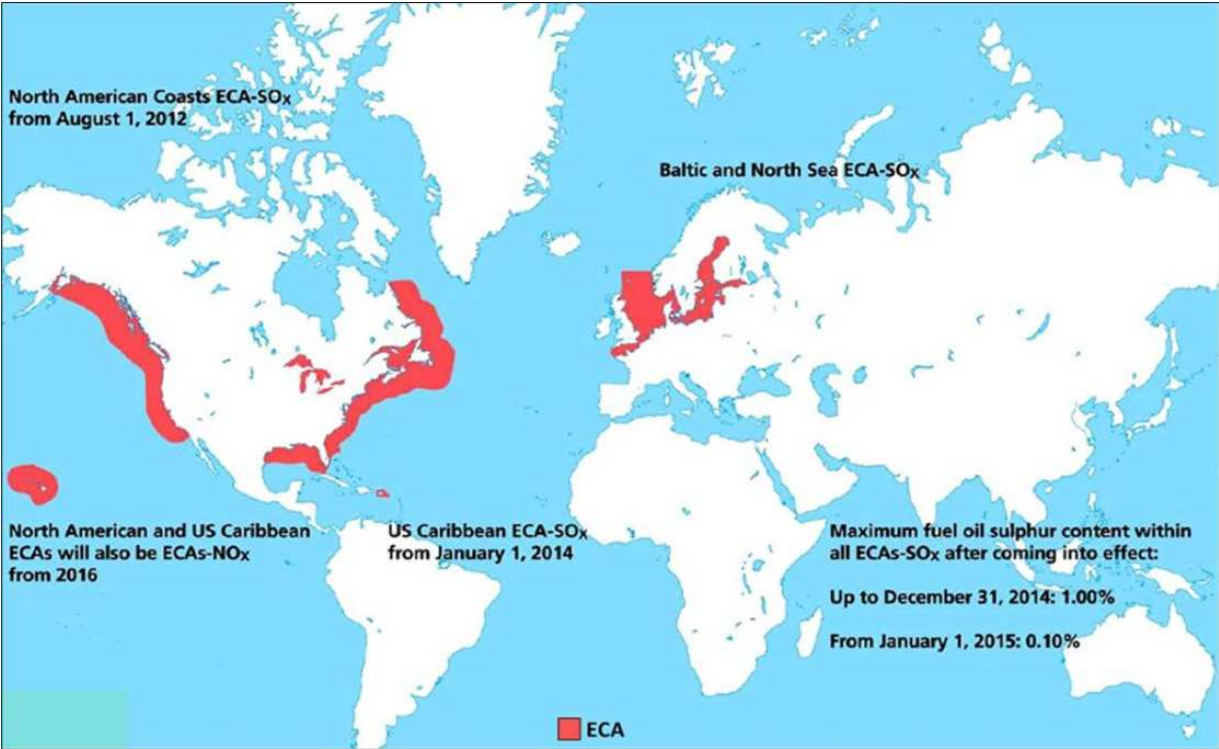 North American Coasts ECA-SOX
from August 1, 2012
Baltic and North Sea ECA-SOX
North American and US Caribbean
ECAs will also be ECAs-NOX
from 2016
US Caribbean ECA-SOX
from January 1, 2014
Maximum fuel oil sulphur content within
all ECAs-SOX after coming into effect:
Up to December 31, 2014: 1.00%
From January 1, 2015: 0.10%
ECA